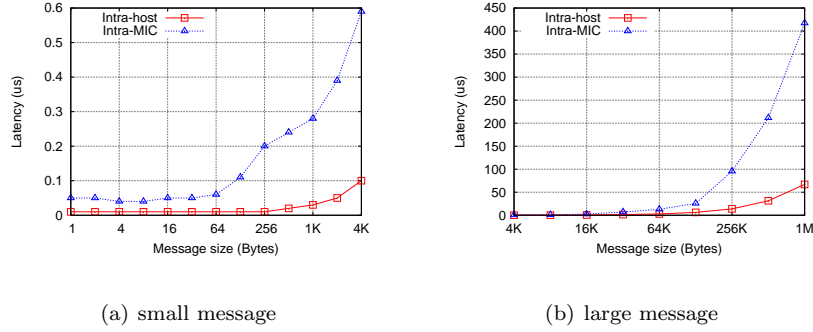 Intra-host
Intra-MIC
Latency (us)
0.6
0.5
0.4
0.3
0.2
0.1
0
1 4 16 64 256 1K 4K
Message size (Bytes)
(a) small message
Intra-host
Intra-MIC
Latency (us)
450
400
350
300
250
200
150
100
50
0
4K 16K 64K 256K 1M
Message size (Bytes)
(b) large message